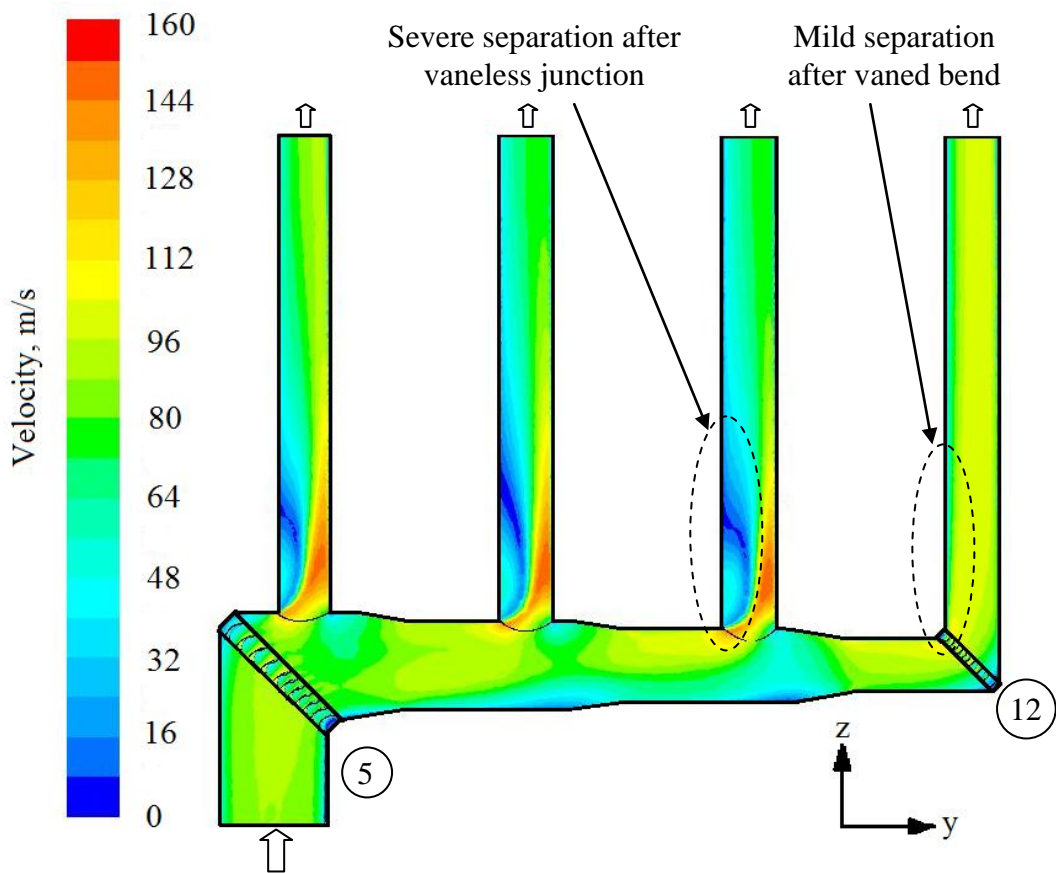 Severe separation after
vaneless junction
Mild separation
after vaned bend
Velocity, m/s
160
144
128
112
96
80
64
48
32
16
0
5
12
z
y